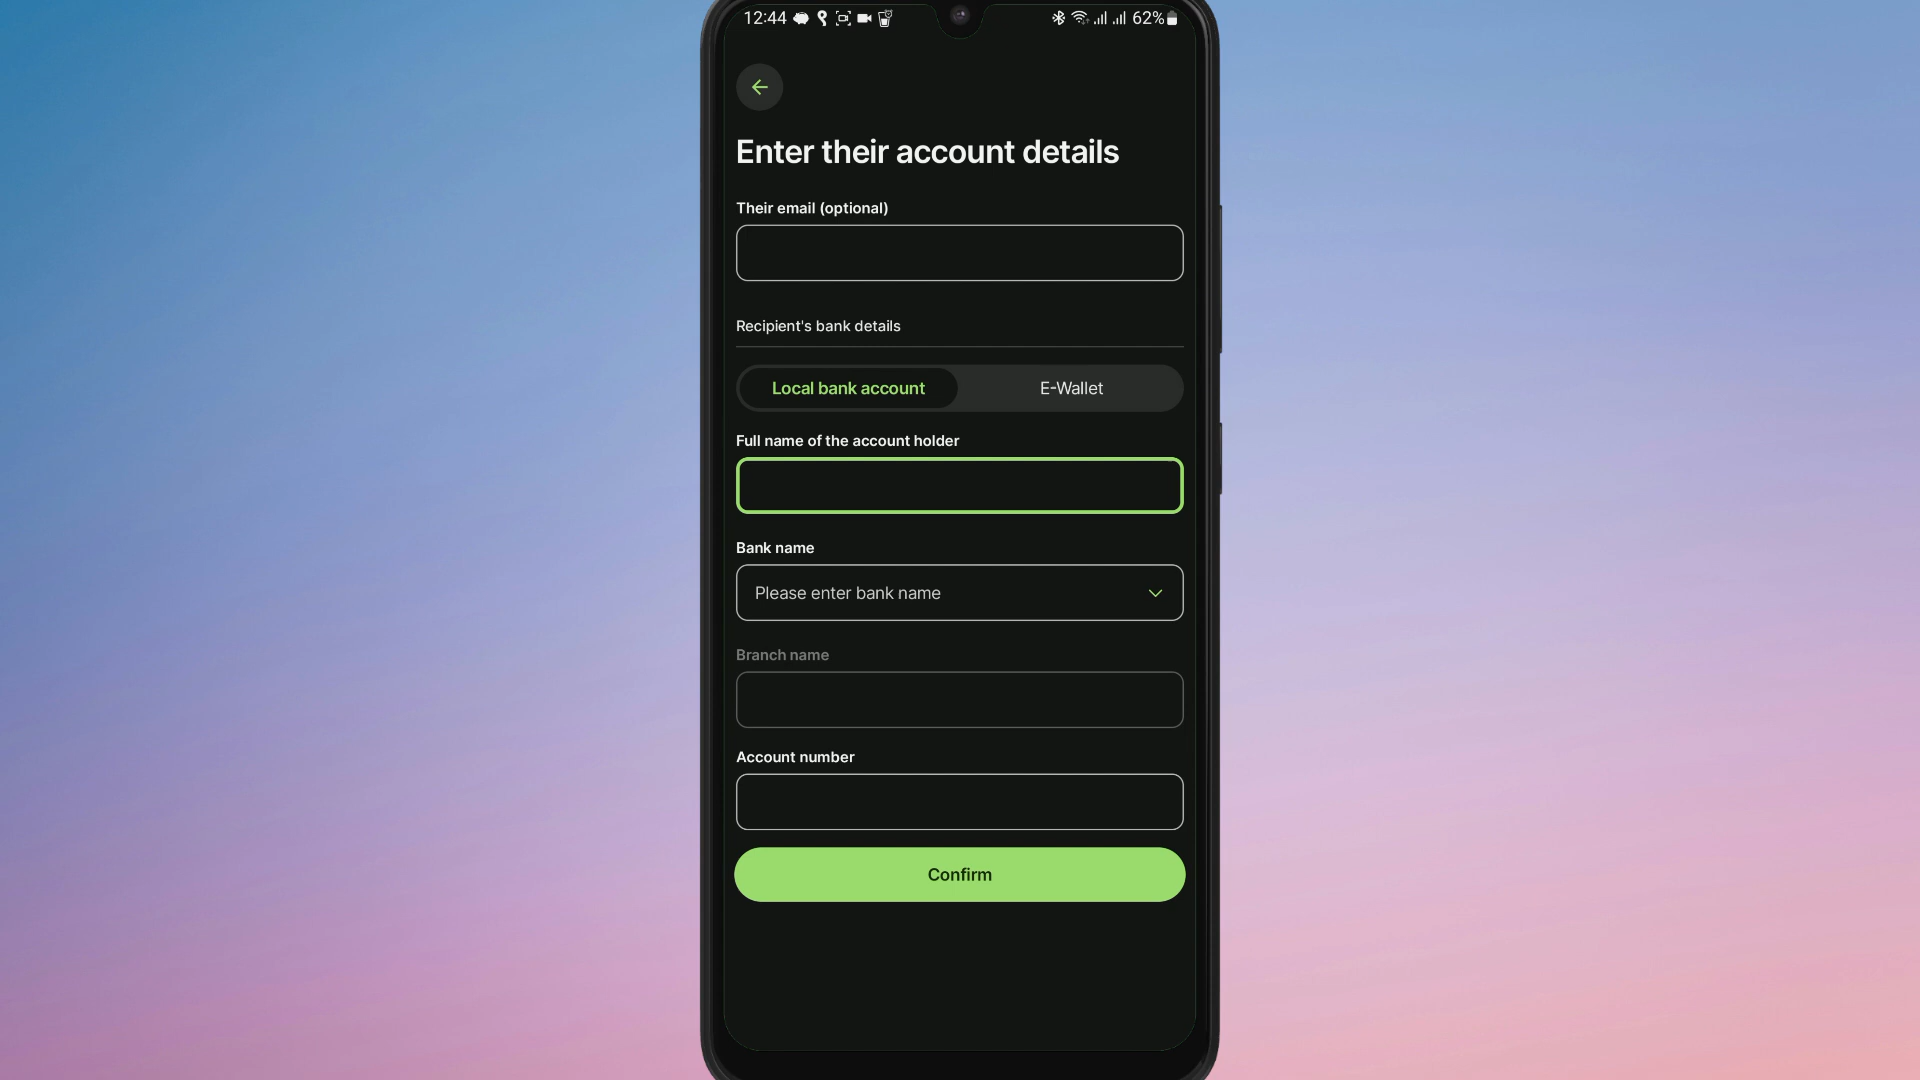 12:44 62%
Enter their account details
Their email (optional)
Recipient's bank details
Local bank account E-Wallet
Full name of the account holder
Bank name
Please enter bank name
Branch name
Account number
Confirm